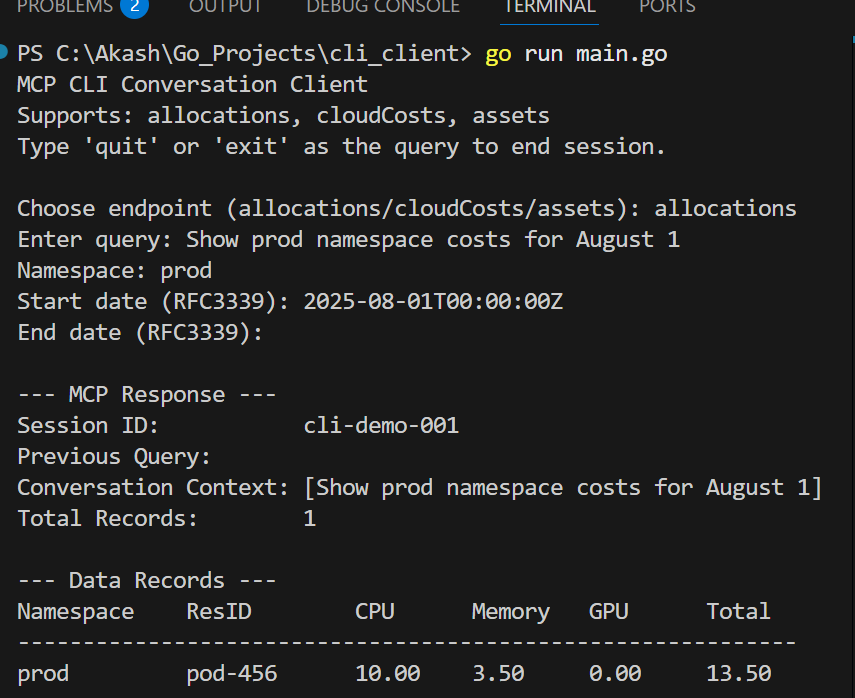 PROBLEMS 2 OUTPUT DEBUG CONSOLE TERMINAL PORTS
PS C:\Akash\Go_Projects\cli_client> go run main.go
MCP CLI Conversation Client
Supports: allocations, cloudCosts, assets
Type 'quit' or 'exit' as the query to end session.
Choose endpoint (allocations/cloudCosts/assets): allocations
Enter query: Show prod namespace costs for August 1
Namespace: prod
Start date (RFC3339): 2025-08-01T00:00:00Z
End date (RFC3339):
--- MCP Response ---
Session ID: cli-demo-001
Previous Query:
Conversation Context: [Show prod namespace costs for August 1]
Total Records: 1
--- Data Records ---
Namespace ResID CPU Memory GPU Total
------------------------------------------------------------
prod pod-456 10.00 3.50 0.00 13.50